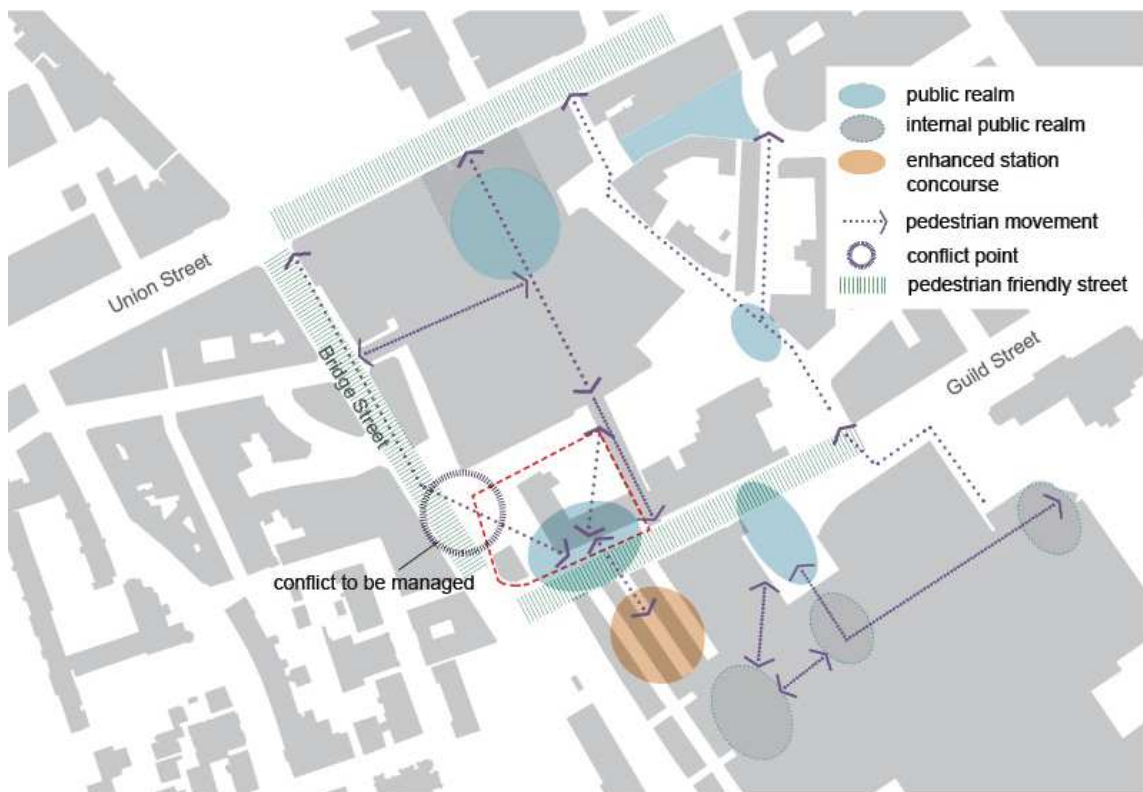 public realm
internal public realm
enhanced station
concourse
pedestrian movement
conflict point
pedestrian friendly street
Union Street
Bridge Street
Guild Street
conflict to be managed